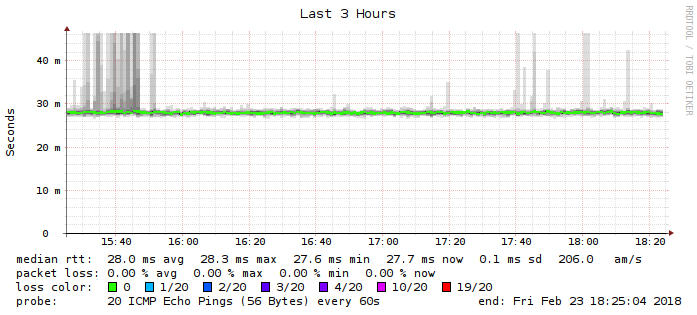 Last 3 Hours
RRDTOOL / TOBI OETIKER
Seconds
40 m
30 m
20 m
10 m
0
15:40 16:00 16:20 16:40 17:00 17:20 17:40 18:00 18:20
median rtt: 28.0 ms avg 28.3 ms max 27.6 ms min 27.7 ms now 0.1 ms sd 206.0 am/s
packet loss: 0.00 % avg 0.00 % max 0.00 % min 0.00 % now
loss color: 0 1/20 2/20 3/20 4/20 10/20 19/20
probe: 20 ICMP Echo Pings (56 Bytes) every 60s end: Fri Feb 23 18:25:04 2018